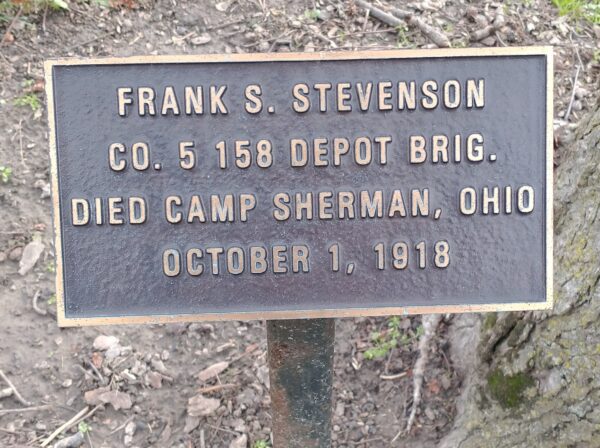 FRANK S. STEVENSON
CO. 5 158 DEPOT BRIG.
DIED CAMP SHERMAN, OHIO
OCTOBER 1, 1918